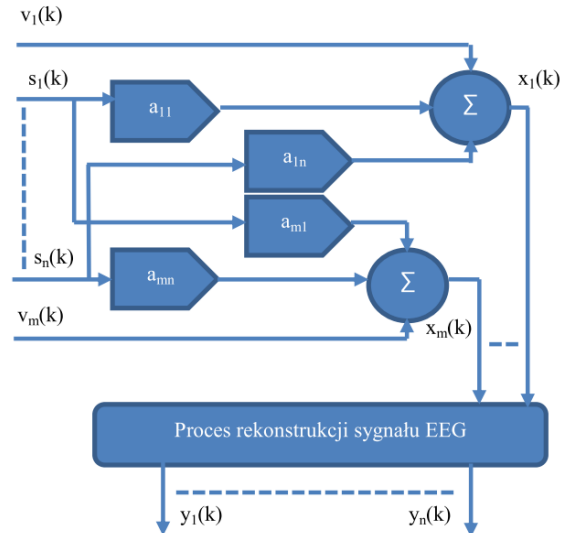 v₁(k)
s₁(k)
x₁(k)
a₁₁
Σ
a₁ₙ
aₘ₁
sₙ(k)
aₘₙ
Σ
vₘ(k)
xₘ(k)
Proces rekonstrukcji sygnału EEG
y₁(k)
yₙ(k)